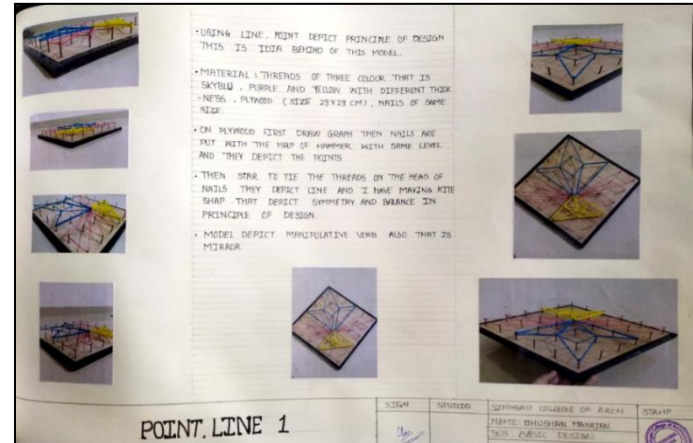 • USING LINE, POINT DEPICT PRINCIPLE OF DESIGN
THIS IS IDIA BEHIND OF THIS MODEL.
• MATERIAL : THREADS OF THREE COLOUR THAT IS
SKYBLU, PURPLE AND YELLOW WITH DIFFERENT THICK
-NESS, PLYWOOD (SIZE 29X29 CM), NAILS OF SAME
SIZE.
• ON PLYWOOD FIRST DRAW GRAPH THEN NAILS ARE
PUT WITH THE HALP OF HAMMER WITH SAME LEVEL
AND THEY DEPICT THE POINTS
• THEN STAR TO TIE THE THREADS ON THE HEAD OF
NAILS THEY DEPICT LINE AND I HAVE MAKING KITE
SHAP THAT DEPICT SYMMETRY AND BALANCE IN
PRINCIPLE OF DESIGN.
• MODEL DEPICT MANIPULATIVE VERB ALSO THAT IS
MIRROR
POINT, LINE 1
SIGN
STUDIO
SINHGAD COLLEGE OF ARCH
STAMP
NAME: BHUSHAN MAHAJAN
SUB: BASIC DESIGN